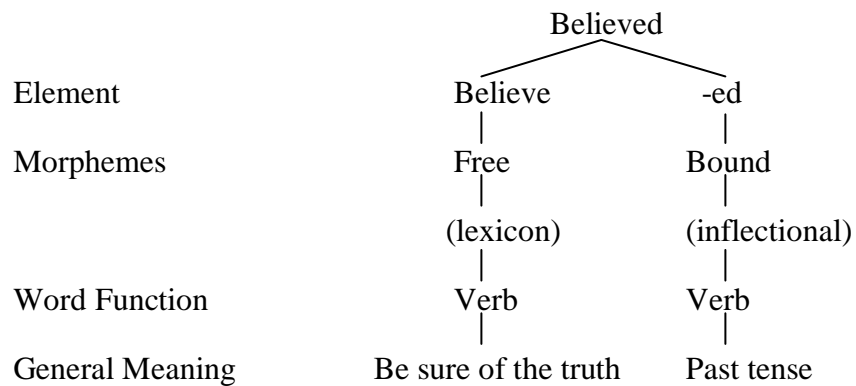 Believed
Element Believe -ed
Morphemes Free Bound
(lexicon) (inflectional)
Word Function Verb Verb
General Meaning Be sure of the truth Past tense